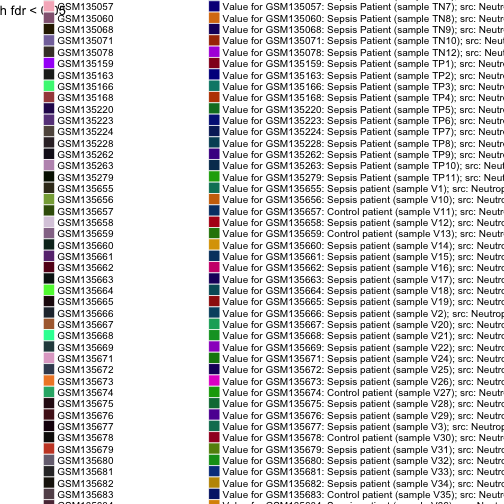 h fdr < 0.05
GSM135057 Value for GSM135057: Sepsis Patient (sample TN7); src: Neutr
GSM135060 Value for GSM135060: Sepsis Patient (sample TN8); src: Neutr
GSM135068 Value for GSM135068: Sepsis Patient (sample TN9); src: Neutr
GSM135071 Value for GSM135071: Sepsis Patient (sample TN10); src: Neu
GSM135078 Value for GSM135078: Sepsis Patient (sample TN12); src: Neu
GSM135159 Value for GSM135159: Sepsis Patient (sample TP1); src: Neutr
GSM135163 Value for GSM135163: Sepsis Patient (sample TP2); src: Neutr
GSM135166 Value for GSM135166: Sepsis Patient (sample TP3); src: Neutr
GSM135168 Value for GSM135168: Sepsis Patient (sample TP4); src: Neutr
GSM135220 Value for GSM135220: Sepsis Patient (sample TP5); src: Neutr
GSM135223 Value for GSM135223: Sepsis Patient (sample TP6); src: Neutr
GSM135224 Value for GSM135224: Sepsis Patient (sample TP7); src: Neutr
GSM135228 Value for GSM135228: Sepsis Patient (sample TP8); src: Neutr
GSM135262 Value for GSM135262: Sepsis Patient (sample TP9); src: Neutr
GSM135263 Value for GSM135263: Sepsis Patient (sample TP10); src: Neut
GSM135279 Value for GSM135279: Sepsis Patient (sample TP11); src: Neut
GSM135655 Value for GSM135655: Sepsis patient (sample V1); src: Neutrop
GSM135656 Value for GSM135656: Sepsis patient (sample V10); src: Neutro
GSM135657 Value for GSM135657: Control patient (sample V11); src: Neutr
GSM135658 Value for GSM135658: Sepsis patient (sample V12); src: Neutro
GSM135659 Value for GSM135659: Control patient (sample V13); src: Neutr
GSM135660 Value for GSM135660: Sepsis patient (sample V14); src: Neutro
GSM135661 Value for GSM135661: Sepsis patient (sample V15); src: Neutro
GSM135662 Value for GSM135662: Sepsis patient (sample V16); src: Neutro
GSM135663 Value for GSM135663: Sepsis patient (sample V17); src: Neutro
GSM135664 Value for GSM135664: Sepsis patient (sample V18); src: Neutro
GSM135665 Value for GSM135665: Sepsis patient (sample V19); src: Neutro
GSM135666 Value for GSM135666: Sepsis patient (sample V2); src: Neutrop
GSM135667 Value for GSM135667: Sepsis patient (sample V20); src: Neutro
GSM135668 Value for GSM135668: Sepsis patient (sample V21); src: Neutro
GSM135669 Value for GSM135669: Sepsis patient (sample V22); src: Neutro
GSM135671 Value for GSM135671: Sepsis patient (sample V24); src: Neutro
GSM135672 Value for GSM135672: Sepsis patient (sample V25); src: Neutro
GSM135673 Value for GSM135673: Sepsis patient (sample V26); src: Neutro
GSM135674 Value for GSM135674: Control patient (sample V27); src: Neutr
GSM135675 Value for GSM135675: Sepsis patient (sample V28); src: Neutro
GSM135676 Value for GSM135676: Sepsis patient (sample V29); src: Neutro
GSM135677 Value for GSM135677: Sepsis patient (sample V3); src: Neutrop
GSM135678 Value for GSM135678: Control patient (sample V30); src: Neutr
GSM135679 Value for GSM135679: Sepsis patient (sample V31); src: Neutro
GSM135680 Value for GSM135680: Sepsis patient (sample V32); src: Neutro
GSM135681 Value for GSM135681: Sepsis patient (sample V33); src: Neutro
GSM135682 Value for GSM135682: Sepsis patient (sample V34); src: Neutro
GSM135683 Value for GSM135683: Control patient (sample V35); src: Neutr